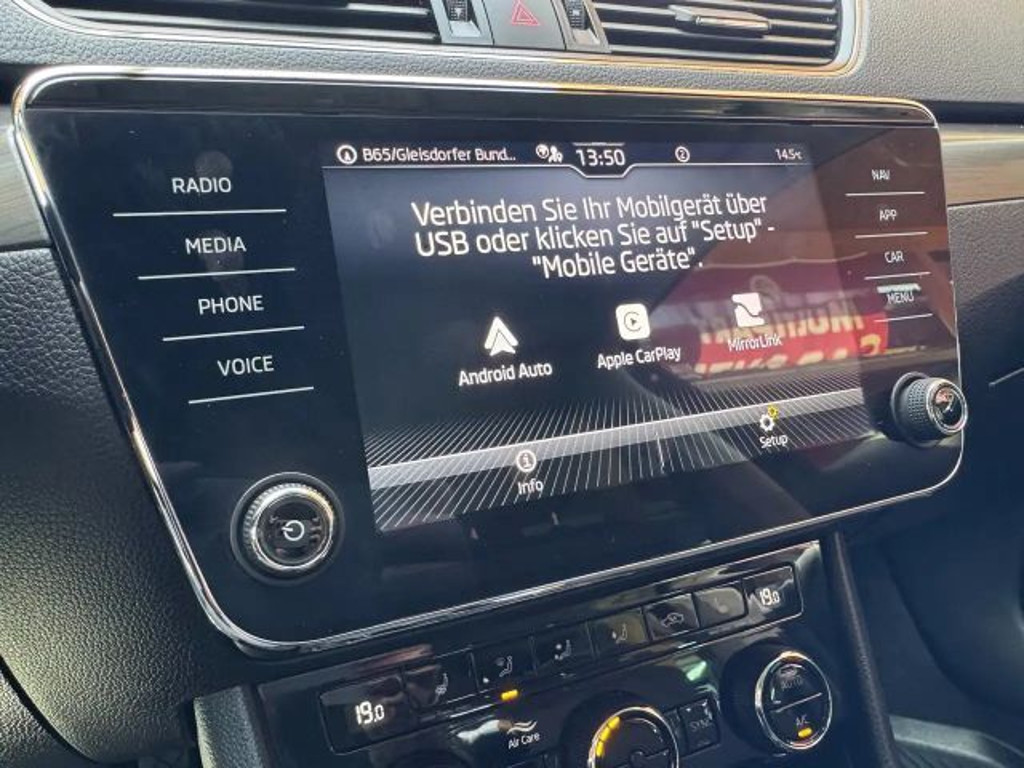 B65/Gleisdorfer Bund...
13:50
2
14.5°C
RADIO
MEDIA
PHONE
VOICE
Verbinden Sie Ihr Mobilgerät über
USB oder klicken Sie auf "Setup" -
"Mobile Geräte".
Android Auto
Apple CarPlay
MirrorLink
Info
Setup
NAV
APP
CAR
MENU
19.0
19.0
Air Care
SYNC
AUTO
A/C